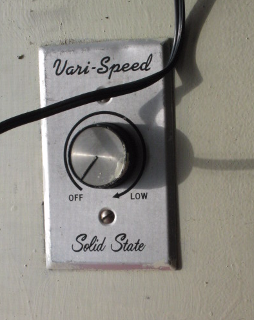 Vari-Speed
OFF LOW
Solid State